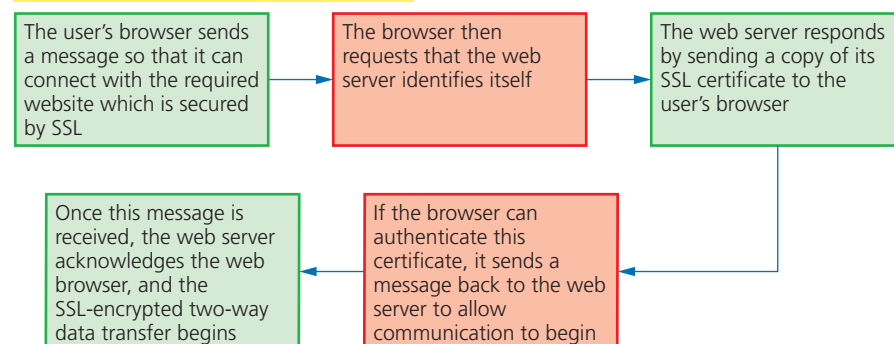 The user's browser sends
a message so that it can
connect with the required
website which is secured
by SSL
The browser then
requests that the web
server identifies itself
The web server responds
by sending a copy of its
SSL certificate to the
user's browser
If the browser can
authenticate this
certificate, it sends a
message back to the web
server to allow
communication to begin
Once this message is
received, the web server
acknowledges the web
browser, and the
SSL-encrypted two-way
data transfer begins